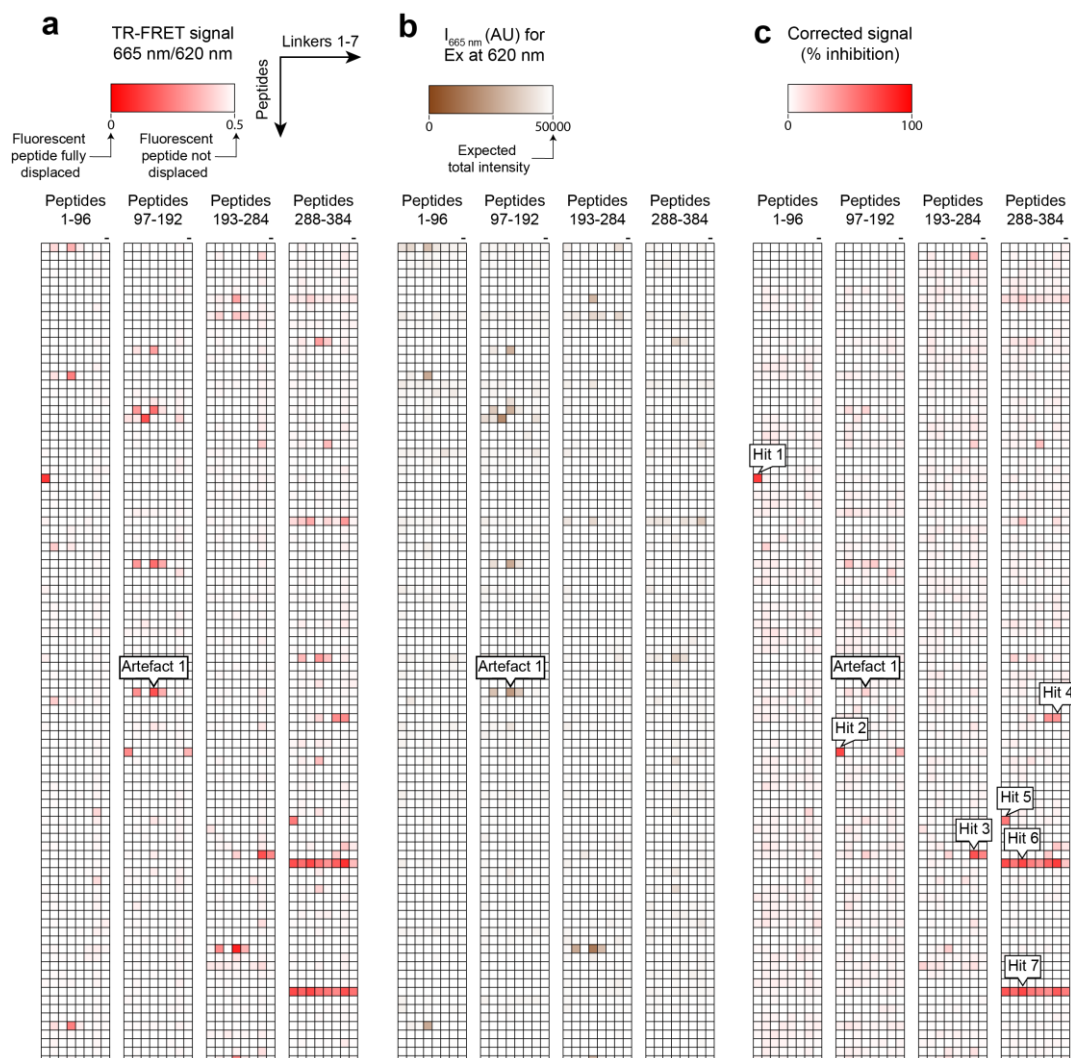 a
TR-FRET signal
665 nm/620 nm
0
0.5
Fluorescent
peptide fully
displaced
Fluorescent
peptide not
displaced
Linkers 1-7
Peptides
b
I665 nm (AU) for
Ex at 620 nm
0
50000
Expected
total intensity
c
Corrected signal
(% inhibition)
0
100
Peptides
1-96
-
Peptides
97-192
-
Peptides
193-284
-
Peptides
288-384
-
Artefact 1
Peptides
1-96
-
Peptides
97-192
-
Peptides
193-284
-
Peptides
288-384
-
Artefact 1
Peptides
1-96
-
Peptides
97-192
-
Peptides
193-284
-
Peptides
288-384
-
Hit 1
Artefact 1
Hit 4
Hit 2
Hit 5
Hit 3
Hit 6
Hit 7